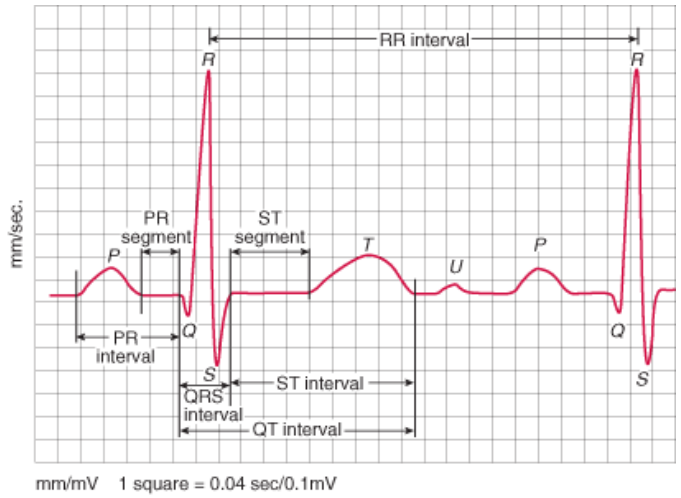 RR interval
R
R
mm/sec.
PR
segment
ST
segment
P
T
U
P
Q
PR
interval
Q
S
ST interval
S
QRS
interval
QT interval
mm/mV 1 square = 0.04 sec/0.1mV